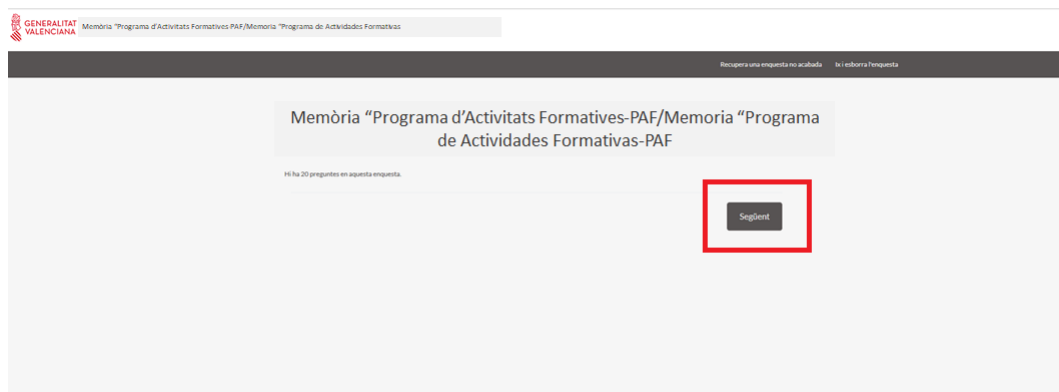 GENERALITAT
VALENCIANA
Memòria "Programa d'Activitats Formatives-PAF/Memoria "Programa de Actividades Formativas
Recupera una enquesta no acabada Ix i esborra l'enquesta
Memòria “Programa d’Activitats Formatives-PAF/Memoria “Programa
de Actividades Formativas-PAF
Hi ha 20 preguntes en aquesta enquesta.
Següent